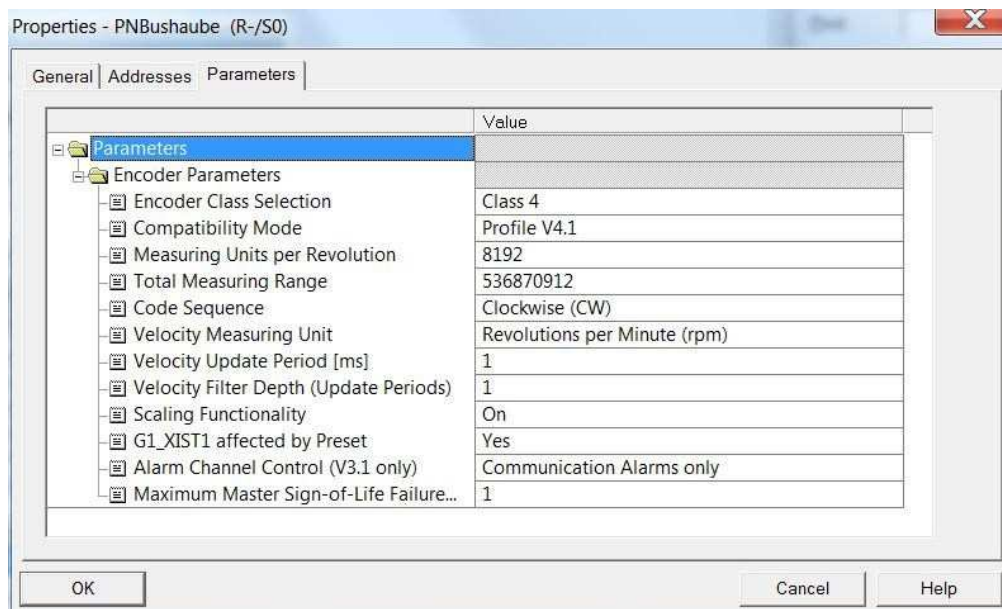 Properties - PNBushaube (R-/S0)
General Addresses Parameters
Value
Parameters
Encoder Parameters
Encoder Class Selection Class 4
Compatibility Mode Profile V4.1
Measuring Units per Revolution 8192
Total Measuring Range 536870912
Code Sequence Clockwise (CW)
Velocity Measuring Unit Revolutions per Minute (rpm)
Velocity Update Period [ms] 1
Velocity Filter Depth (Update Periods) 1
Scaling Functionality On
G1_XIST1 affected by Preset Yes
Alarm Channel Control (V3.1 only) Communication Alarms only
Maximum Master Sign-of-Life Failure... 1
OK Cancel Help